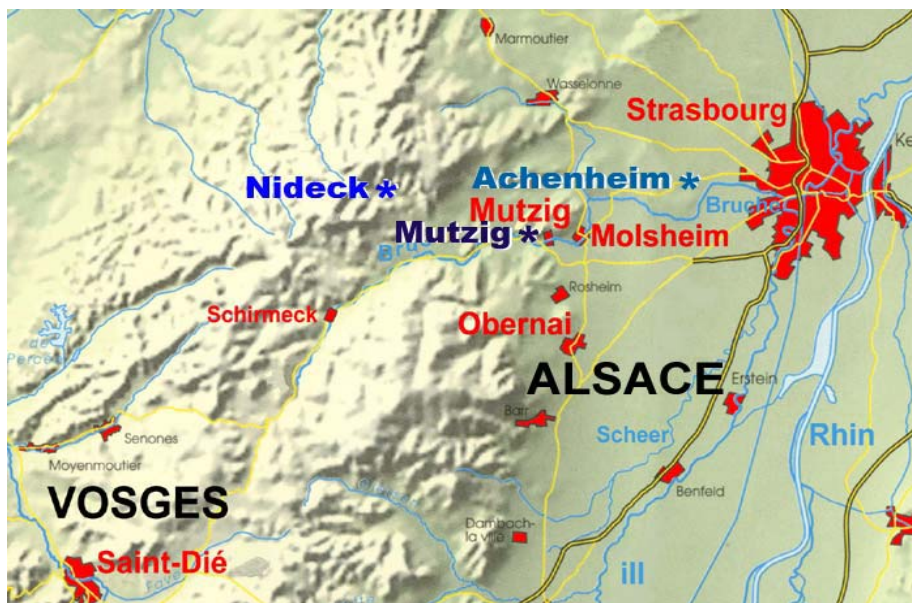 Marmoutier
Wasselonne
Strasbourg
Ke
Nideck *
Achenheim *
Mutzig
Bruche
Mutzig *
Molsheim
Schirmeck
Rosheim
Obernai
ALSACE
Erstein
Barr
Scheer
Rhin
Senones
Moyenmoutier
Benfeld
VOSGES
Dambach-
la ville
Saint-Dié
ill